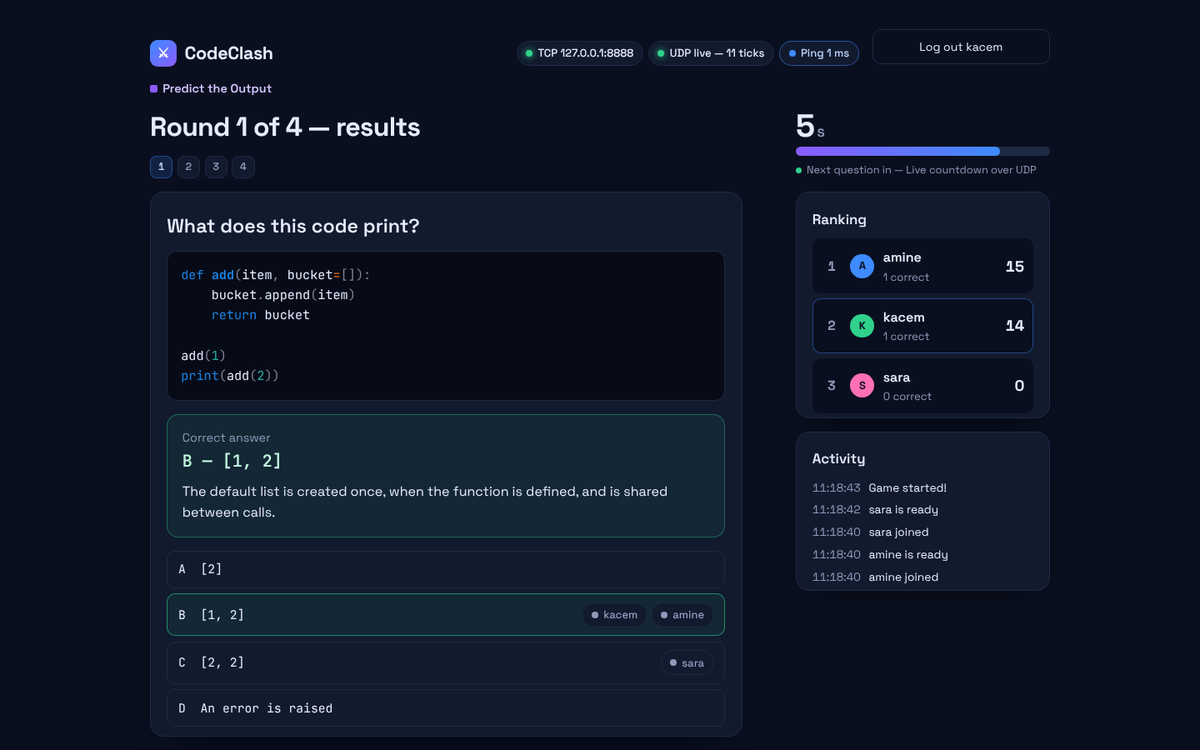 CodeClash
TCP 127.0.0.1:8888
UDP live — 11 ticks
Ping 1 ms
Log out kacem
Predict the Output
Round 1 of 4 — results
1 2 3 4
5s
Next question in — Live countdown over UDP
What does this code print?
def add(item, bucket=[]):
    bucket.append(item)
    return bucket

add(1)
print(add(2))
Correct answer
B — [1, 2]
The default list is created once, when the function is defined, and is shared
between calls.
A [2]
B [1, 2] kacem amine
C [2, 2] sara
D An error is raised
Ranking
1 A amine 15
1 correct
2 K kacem 14
1 correct
3 S sara 0
0 correct
Activity
11:18:43 Game started!
11:18:42 sara is ready
11:18:40 sara joined
11:18:40 amine is ready
11:18:40 amine joined